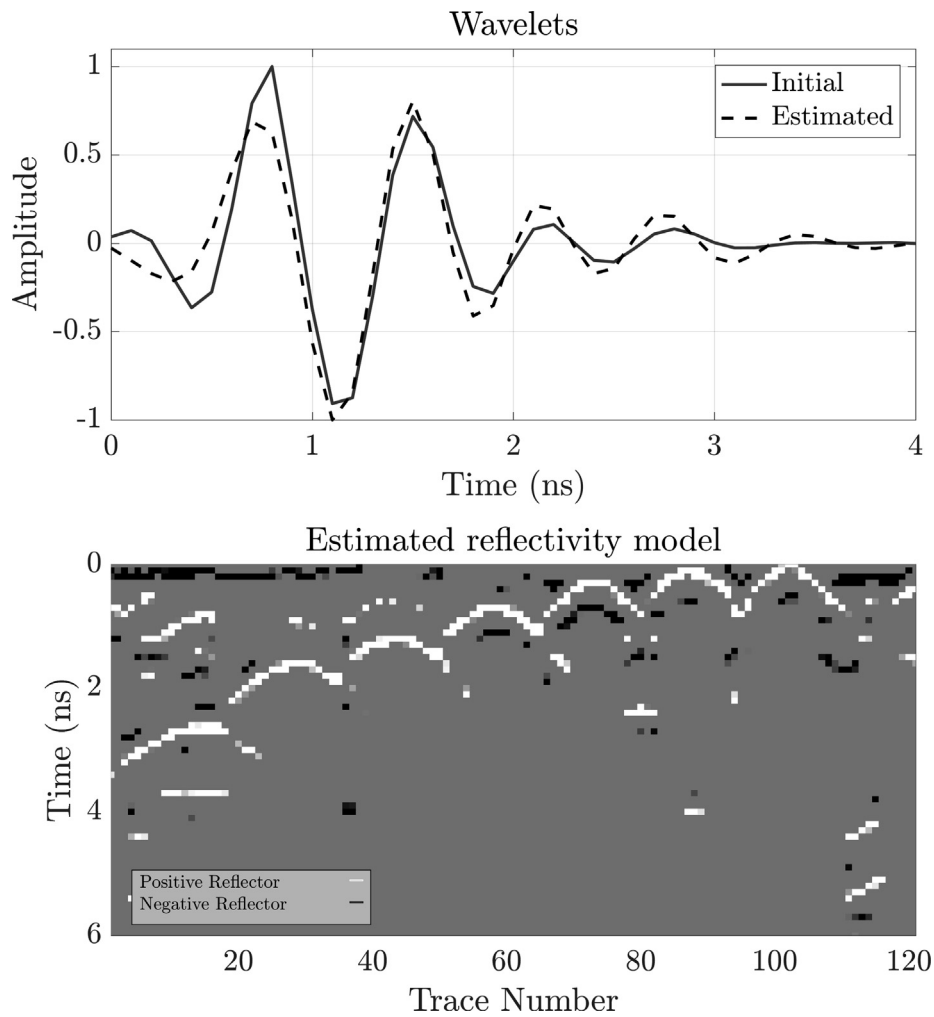 Wavelets
1
0.5
0
-0.5
-1
Amplitude
Initial
Estimated
0 1 2 3 4
Time (ns)
Estimated reflectivity model
0
2
4
6
Time (ns)
Positive Reflector
Negative Reflector
20 40 60 80 100 120
Trace Number